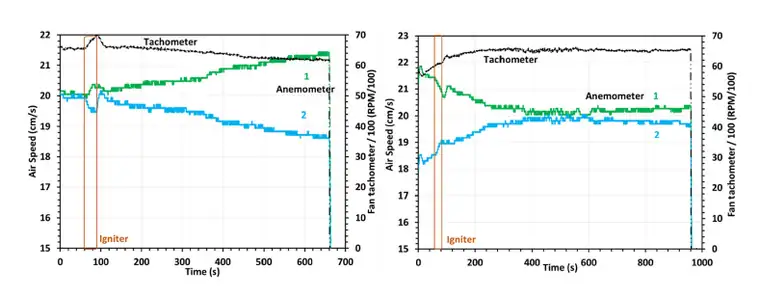 22
21
20
19
18
17
16
15
Air Speed (cm/s)
0 100 200 300 400 500 600 700
Time (s)
70
60
50
40
30
20
10
0
Fan tachometer / 100 (RPM/100)
Tachometer
1
Anemometer
2
Igniter
23
22
21
20
19
18
17
16
15
Air Speed (cm/s)
0 200 400 600 800 1000
Time (s)
70
60
50
40
30
20
10
0
Fan tachometer / 100 (RPM/100)
Tachometer
Anemometer 1
2
Igniter